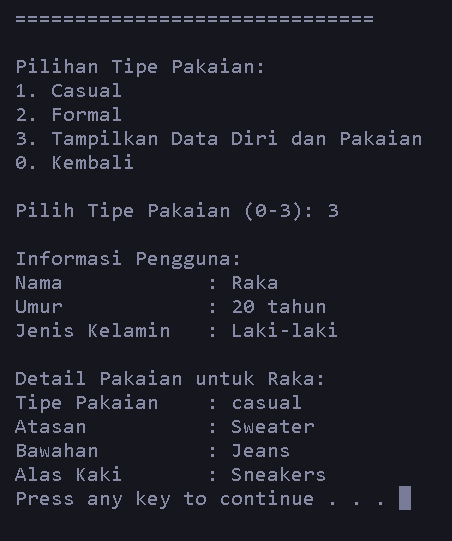 ==============================
Pilihan Tipe Pakaian:
1. Casual
2. Formal
3. Tampilkan Data Diri dan Pakaian
0. Kembali
Pilih Tipe Pakaian (0-3): 3
Informasi Pengguna:
Nama            : Raka
Umur            : 20 tahun
Jenis Kelamin   : Laki-laki
Detail Pakaian untuk Raka:
Tipe Pakaian    : casual
Atasan          : Sweater
Bawahan         : Jeans
Alas Kaki       : Sneakers
Press any key to continue . . .